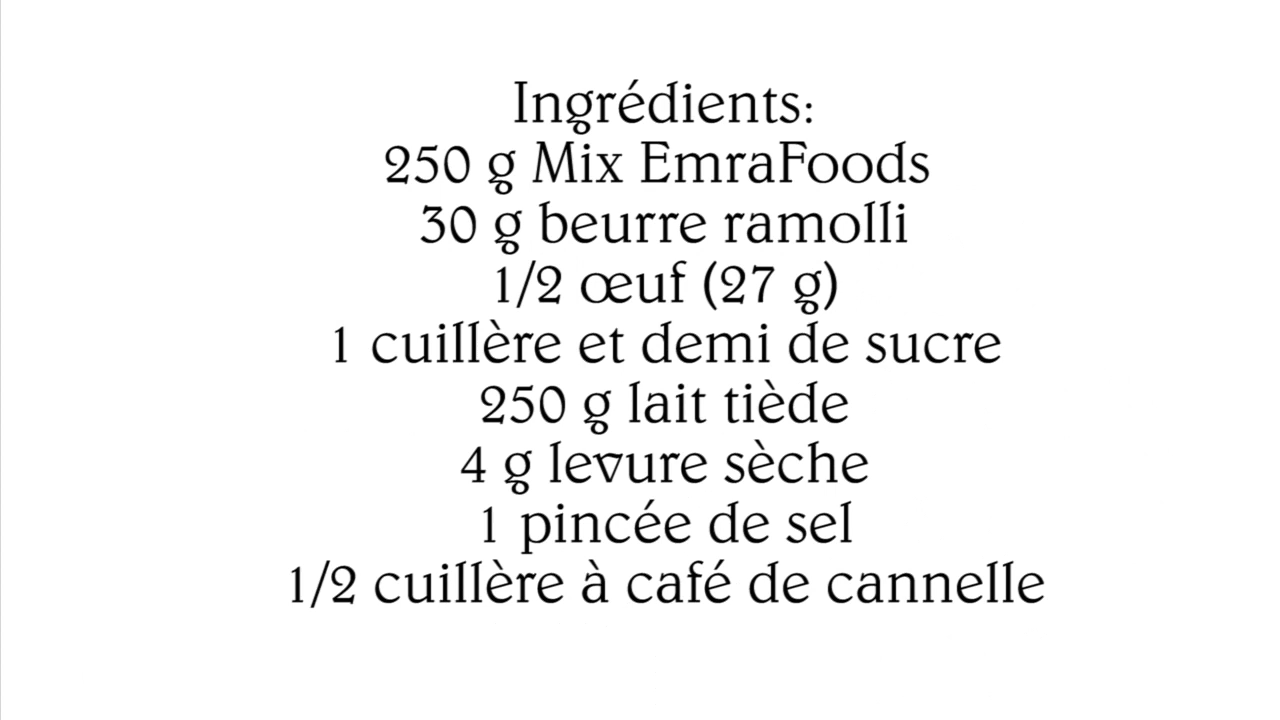 Ingrédients:
250 g Mix EmraFoods
30 g beurre ramolli
1/2 œuf (27 g)
1 cuillère et demi de sucre
250 g lait tiède
4 g levure sèche
1 pincée de sel
1/2 cuillère à café de cannelle